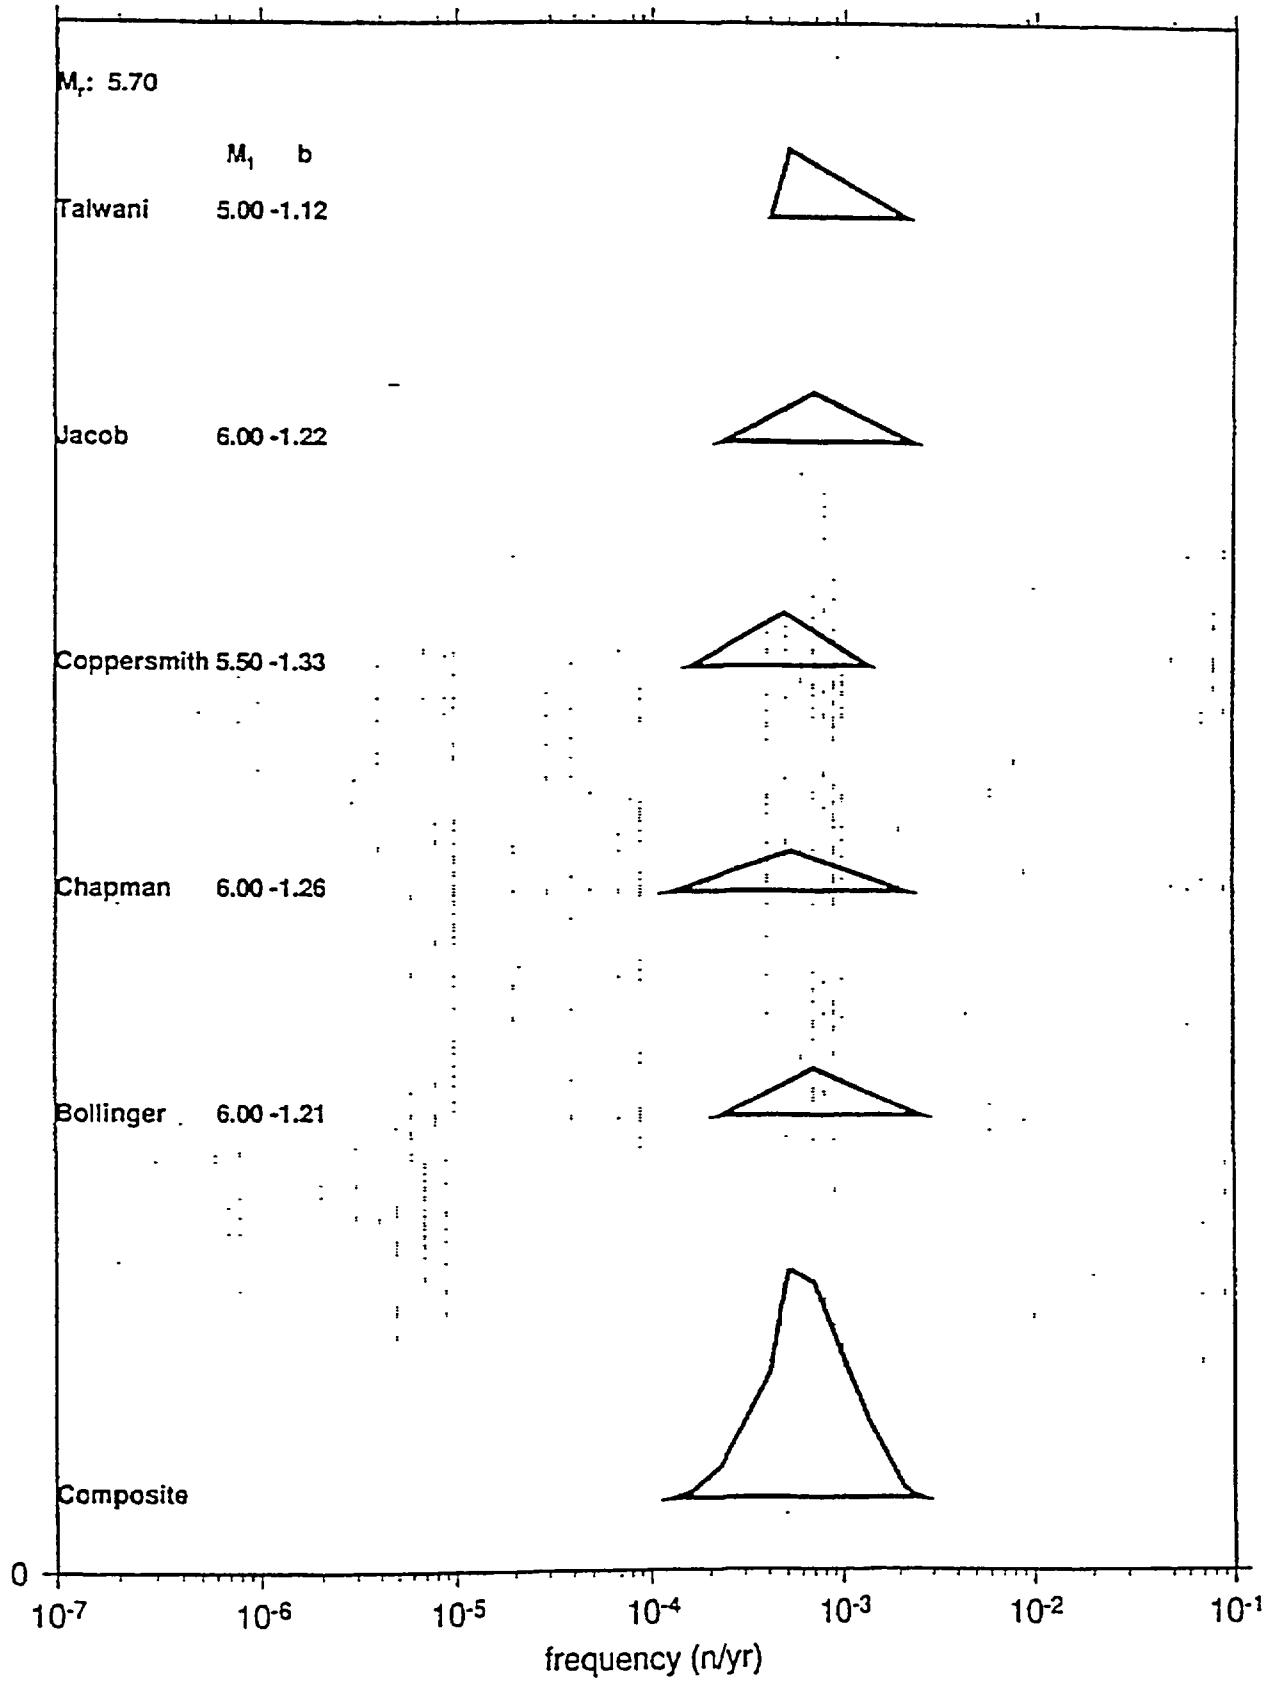 Mr: 5.70
M1 b
Talwani 5.00 -1.12
Jacob 6.00 -1.22
Coppersmith 5.50 -1.33
Chapman 6.00 -1.26
Bollinger 6.00 -1.21
Composite
0
10-7 10-6 10-5 10-4 10-3 10-2 10-1
frequency (n/yr)